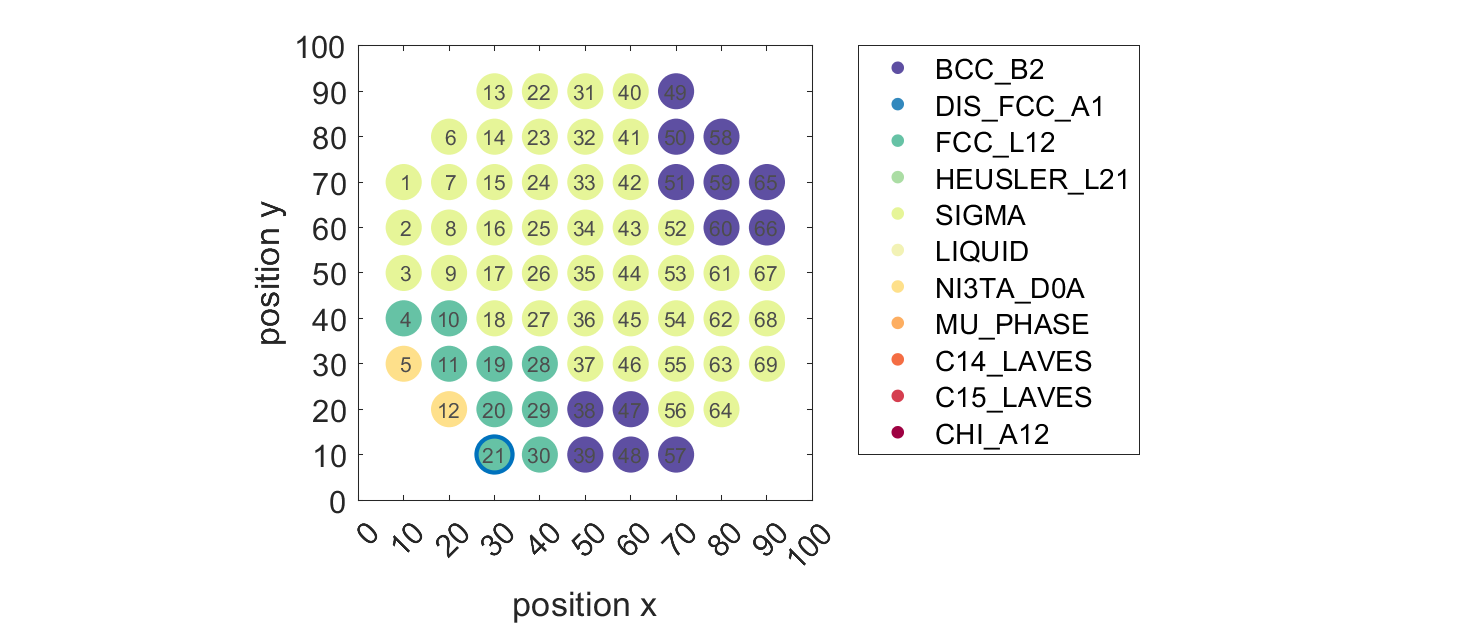 100
90
80
70
60
50
40
30
20
10
0
position y
13 22 31 40 49
6 14 23 32 41 50 58
1 7 15 24 33 42 51 59 65
2 8 16 25 34 43 52 60 66
3 9 17 26 35 44 53 61 67
4 10 18 27 36 45 54 62 68
5 11 19 28 37 46 55 63 69
12 20 29 38 47 56 64
21 30 39 48 57
0 10 20 30 40 50 60 70 80 90 100
position x
BCC_B2
DIS_FCC_A1
FCC_L12
HEUSLER_L21
SIGMA
LIQUID
NI3TA_D0A
MU_PHASE
C14_LAVES
C15_LAVES
CHI_A12